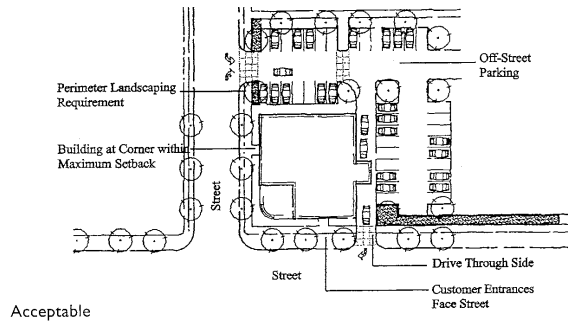 Off-Street
Parking
Perimeter Landscaping
Requirement
Building at Corner within
Maximum Setback
Street
Street
Drive Through Side
Customer Entrances
Face Street
Acceptable